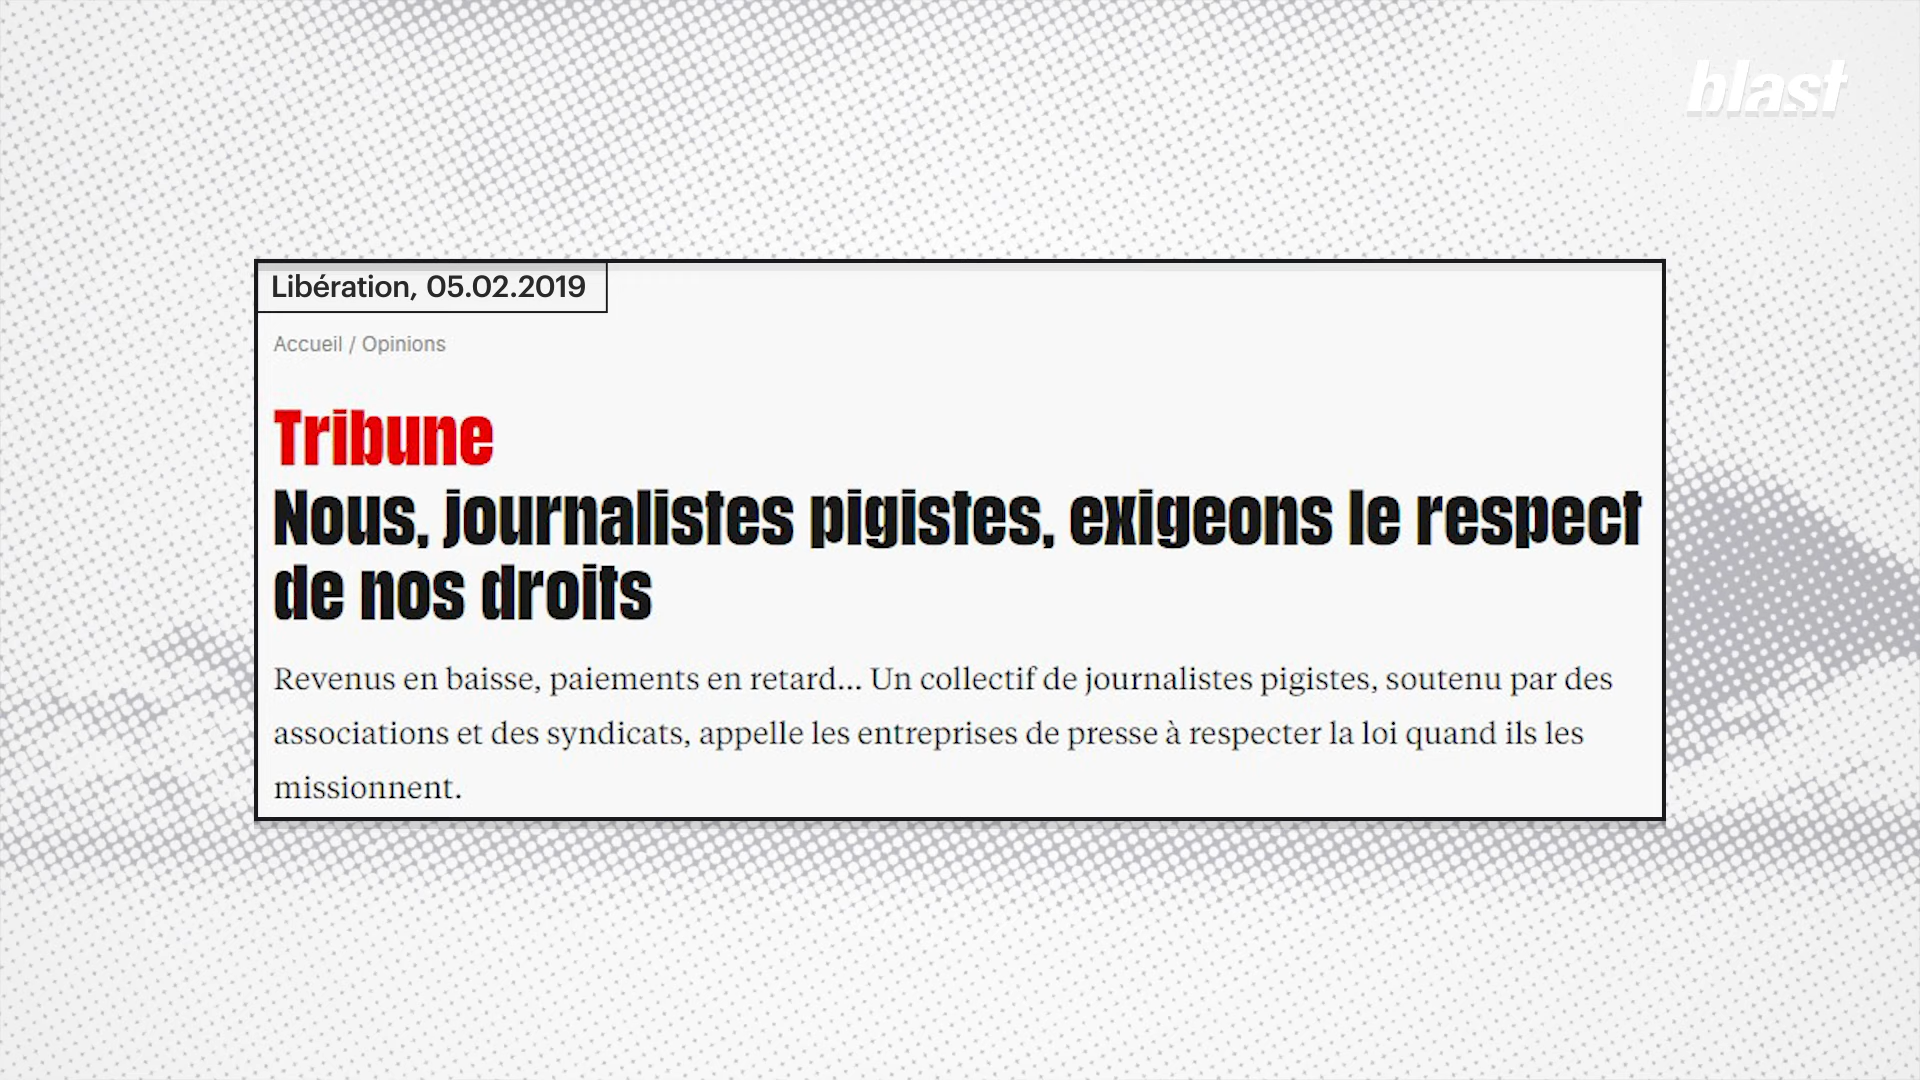 blast
Libération, 05.02.2019
Accueil / Opinions
Tribune
Nous, journalistes pigistes, exigeons le respect
de nos droits
Revenus en baisse, paiements en retard... Un collectif de journalistes pigistes, soutenu par des
associations et des syndicats, appelle les entreprises de presse à respecter la loi quand ils les
missionnent.